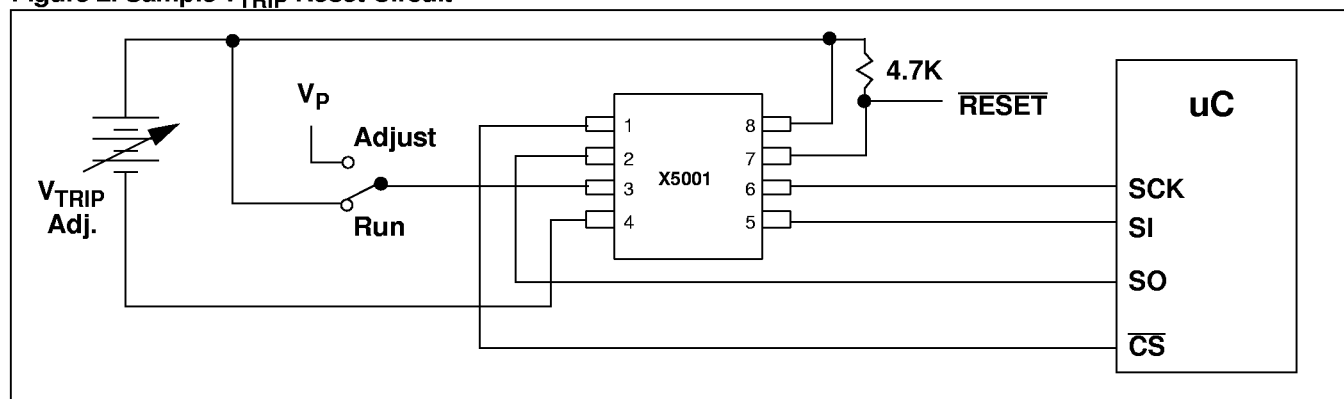 Figure 2. Sample VTRIP Reset Circuit
4.7K
VP
RESET
uC
Adjust
1
8
2
7
X5001
3
6
SCK
VTRIP
Adj.
Run
4
5
SI
SO
CS